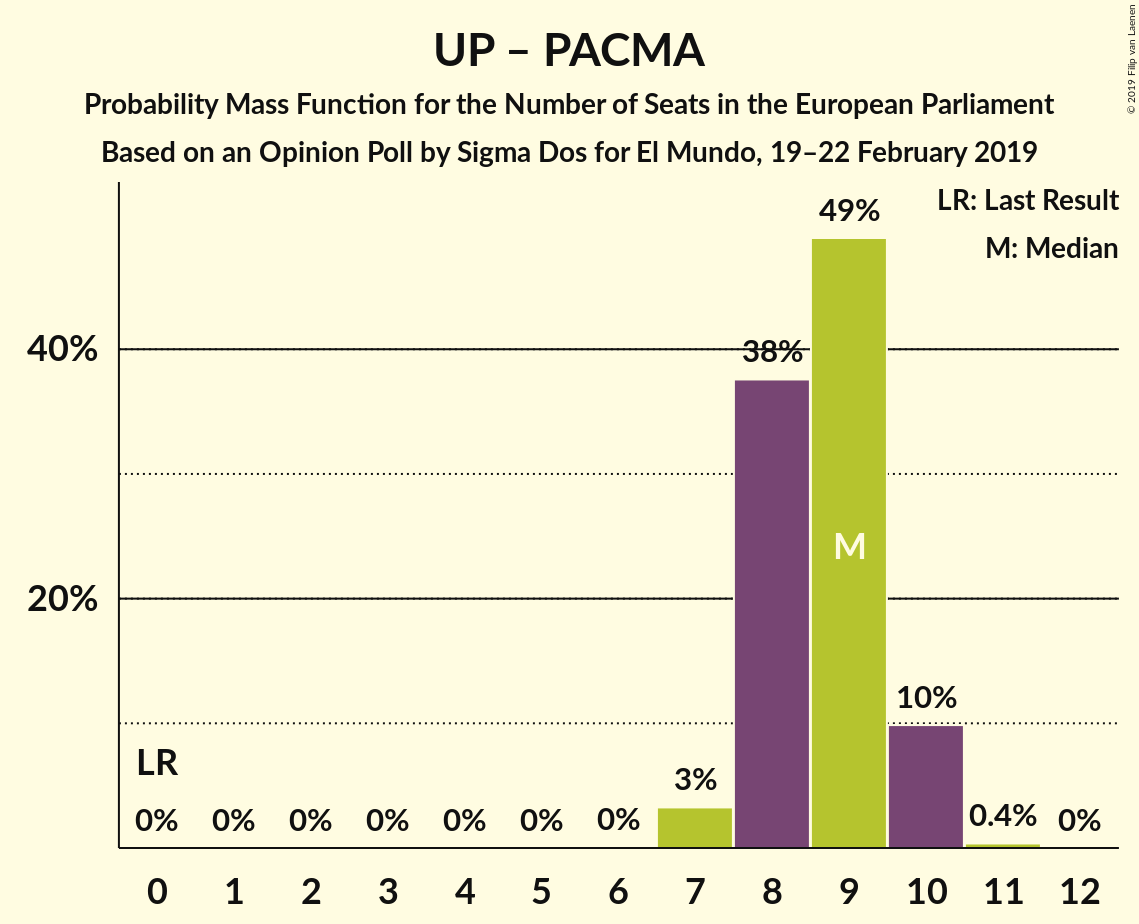 UP – PACMA
Probability Mass Function for the Number of Seats in the European Parliament
Based on an Opinion Poll by Sigma Dos for El Mundo, 19–22 February 2019
© 2019 Filip van Laenen
LR: Last Result
M: Median
49%
40%
38%
M
20%
10%
LR
3%
0% 0% 0% 0% 0% 0% 0% 0.4% 0%
0 1 2 3 4 5 6 7 8 9 10 11 12